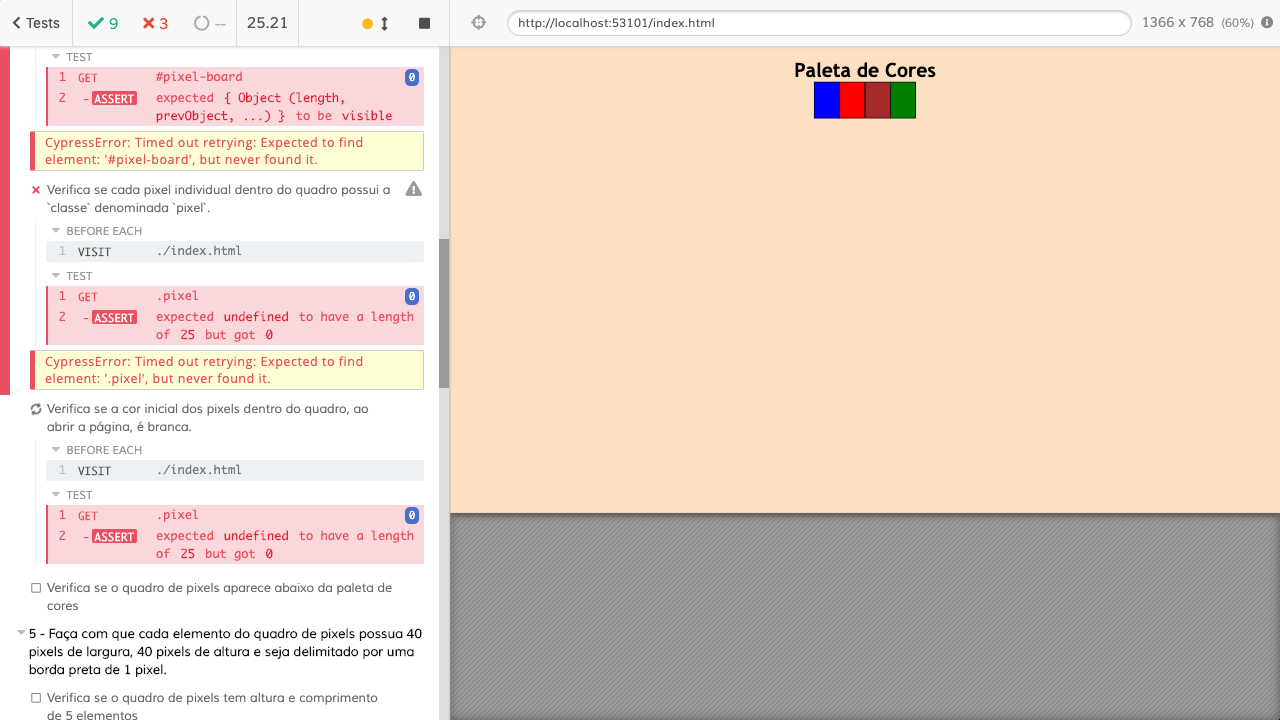 Tests
9
3
--
25.21
http://localhost:53101/index.html
1366 x 768 (60%)
TEST
1 GET #pixel-board 0
2 -ASSERT expected { Object (length,
prevObject, ...) } to be visible
CypressError: Timed out retrying: Expected to find
element: '#pixel-board', but never found it.
Verifica se cada pixel individual dentro do quadro possui a
`classe` denominada `pixel`.
BEFORE EACH
1 VISIT ./index.html
TEST
1 GET .pixel 0
2 -ASSERT expected undefined to have a length
of 25 but got 0
CypressError: Timed out retrying: Expected to find
element: '.pixel', but never found it.
Verifica se a cor inicial dos pixels dentro do quadro, ao
abrir a página, é branca.
BEFORE EACH
1 VISIT ./index.html
TEST
1 GET .pixel 0
2 -ASSERT expected undefined to have a length
of 25 but got 0
Verifica se o quadro de pixels aparece abaixo da paleta de
cores
5 - Faça com que cada elemento do quadro de pixels possua 40
pixels de largura, 40 pixels de altura e seja delimitado por uma
borda preta de 1 pixel.
Verifica se o quadro de pixels tem altura e comprimento
de 5 elementos
Paleta de Cores